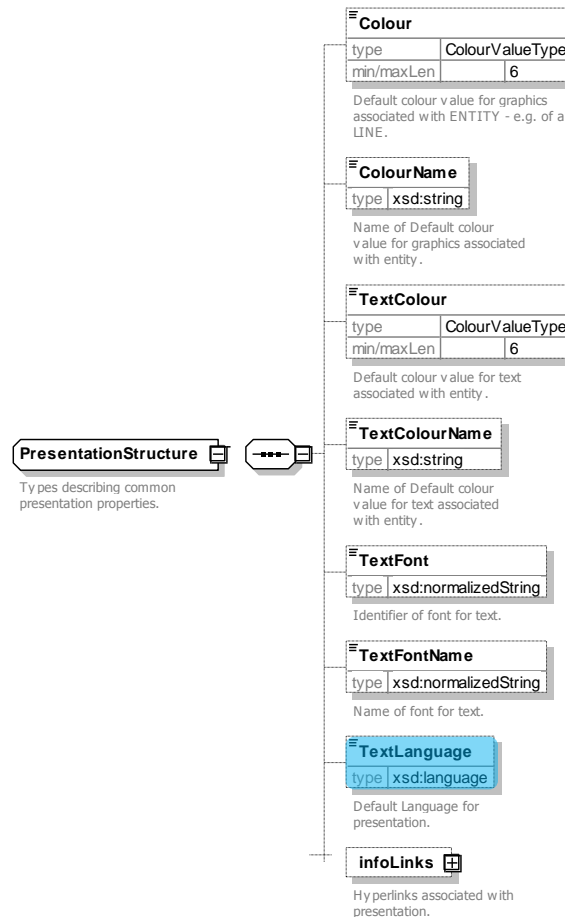 Colour
type ColourValueType
min/maxLen 6
Default colour value for graphics
associated with ENTITY - e.g. of a
LINE.
ColourName
type xsd:string
Name of Default colour
value for graphics associated
with entity.
TextColour
type ColourValueType
min/maxLen 6
Default colour value for text
associated with entity.
PresentationStructure
Types describing common
presentation properties.
TextColourName
type xsd:string
Name of Default colour
value for text associated
with entity.
TextFont
type xsd:normalizedString
Identifier of font for text.
TextFontName
type xsd:normalizedString
Name of font for text.
TextLanguage
type xsd:language
Default Language for
presentation.
infoLinks
Hyperlinks associated with
presentation.